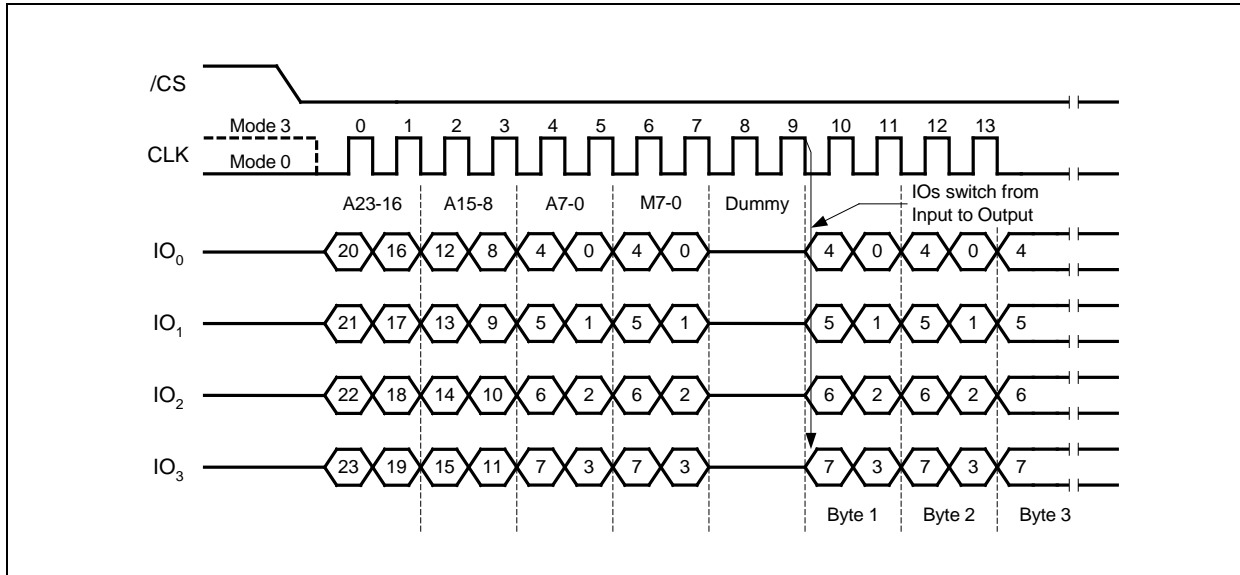 /CS
Mode 3 0 1 2 3 4 5 6 7 8 9 10 11 12 13
CLK
Mode 0
A23-16 A15-8 A7-0 M7-0 Dummy
IOs switch from
Input to Output
IO0 20 16 12 8 4 0 4 0 4 0 4 0 4
IO1 21 17 13 9 5 1 5 1 5 1 5 1 5
IO2 22 18 14 10 6 2 6 2 6 2 6 2 6
IO3 23 19 15 11 7 3 7 3 7 3 7 3 7
Byte 1 Byte 2 Byte 3